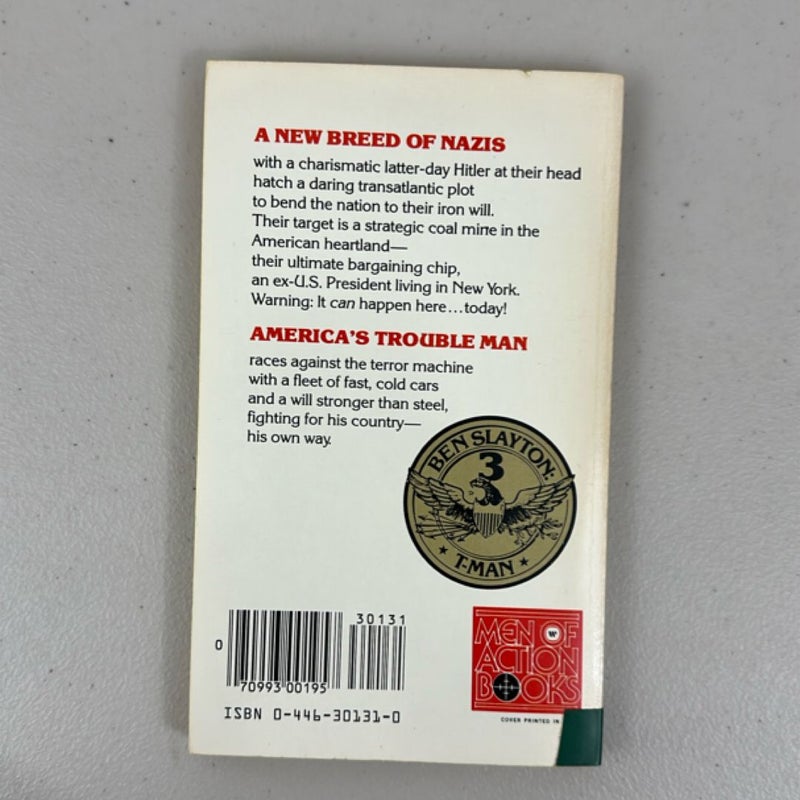 A NEW BREED OF NAZIS
with a charismatic latter-day Hitler at their head
hatch a daring transatlantic plot
to bend the nation to their iron will.
Their target is a strategic coal mine in the
American heartland—
their ultimate bargaining chip,
an ex-U.S. President living in New York.
Warning: It can happen here...today!
AMERICA'S TROUBLE MAN
races against the terror machine
with a fleet of fast, cold cars
and a will stronger than steel,
fighting for his country—
his own way.
BEN SLAYTON:
3
T-MAN
30131
0
70993 00195
ISBN 0-446-30131-0
MEN OF
W
ACTION
BOOKS
COVER PRINTED IN